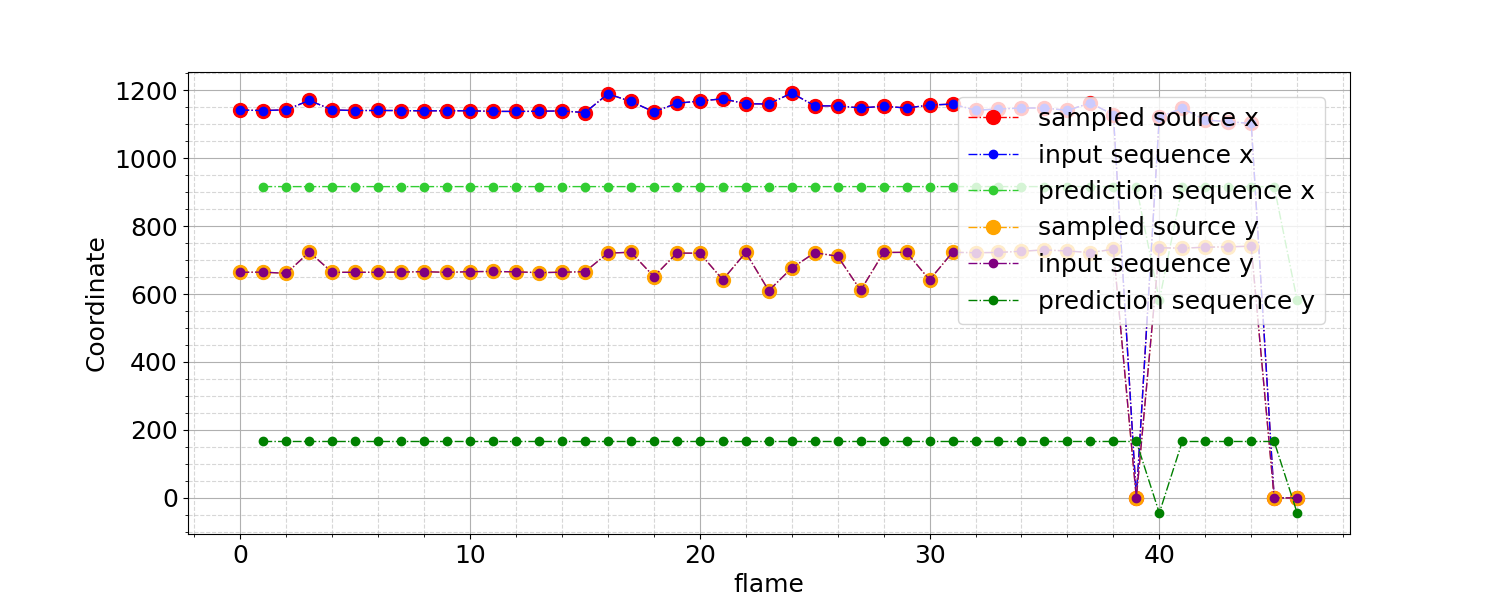 1200
1000
800
600
400
200
0
Coordinate
sampled source x
input sequence x
prediction sequence x
sampled source y
input sequence y
prediction sequence y
0 10 20 30 40
flame